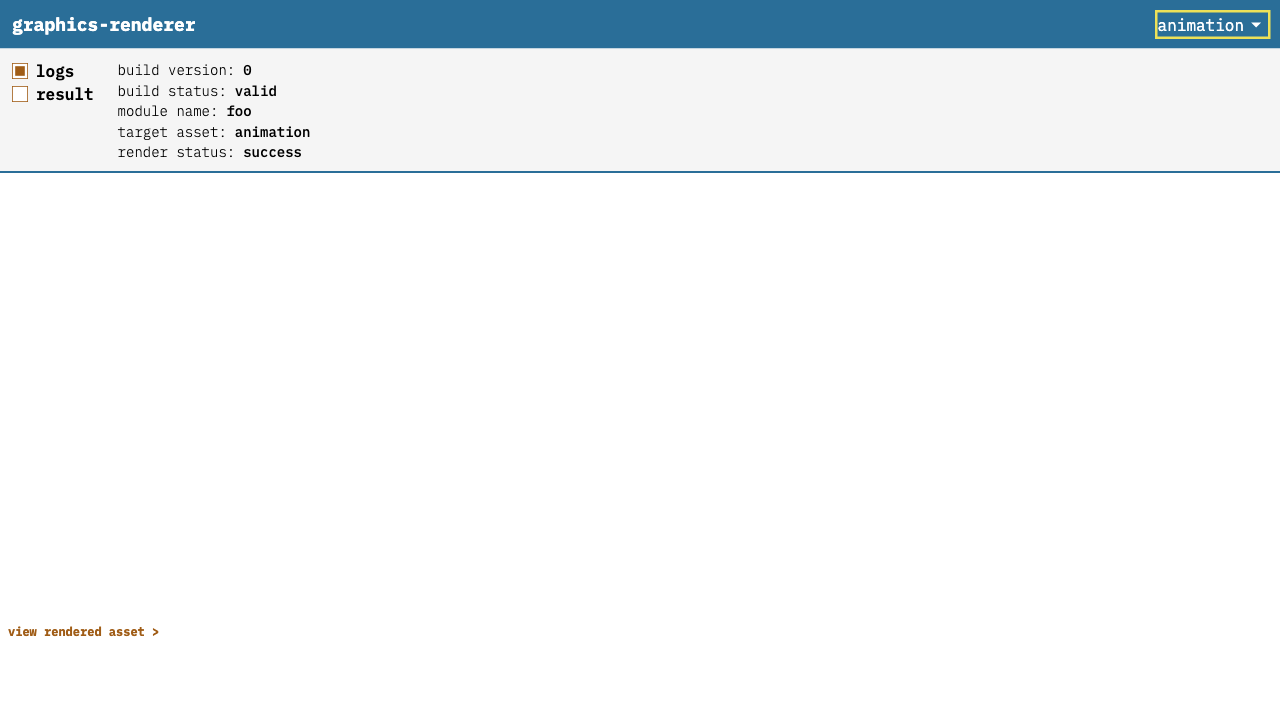 graphics-renderer
animation
logs
result
build version: 0
build status: valid
module name: foo
target asset: animation
render status: success
view rendered asset >